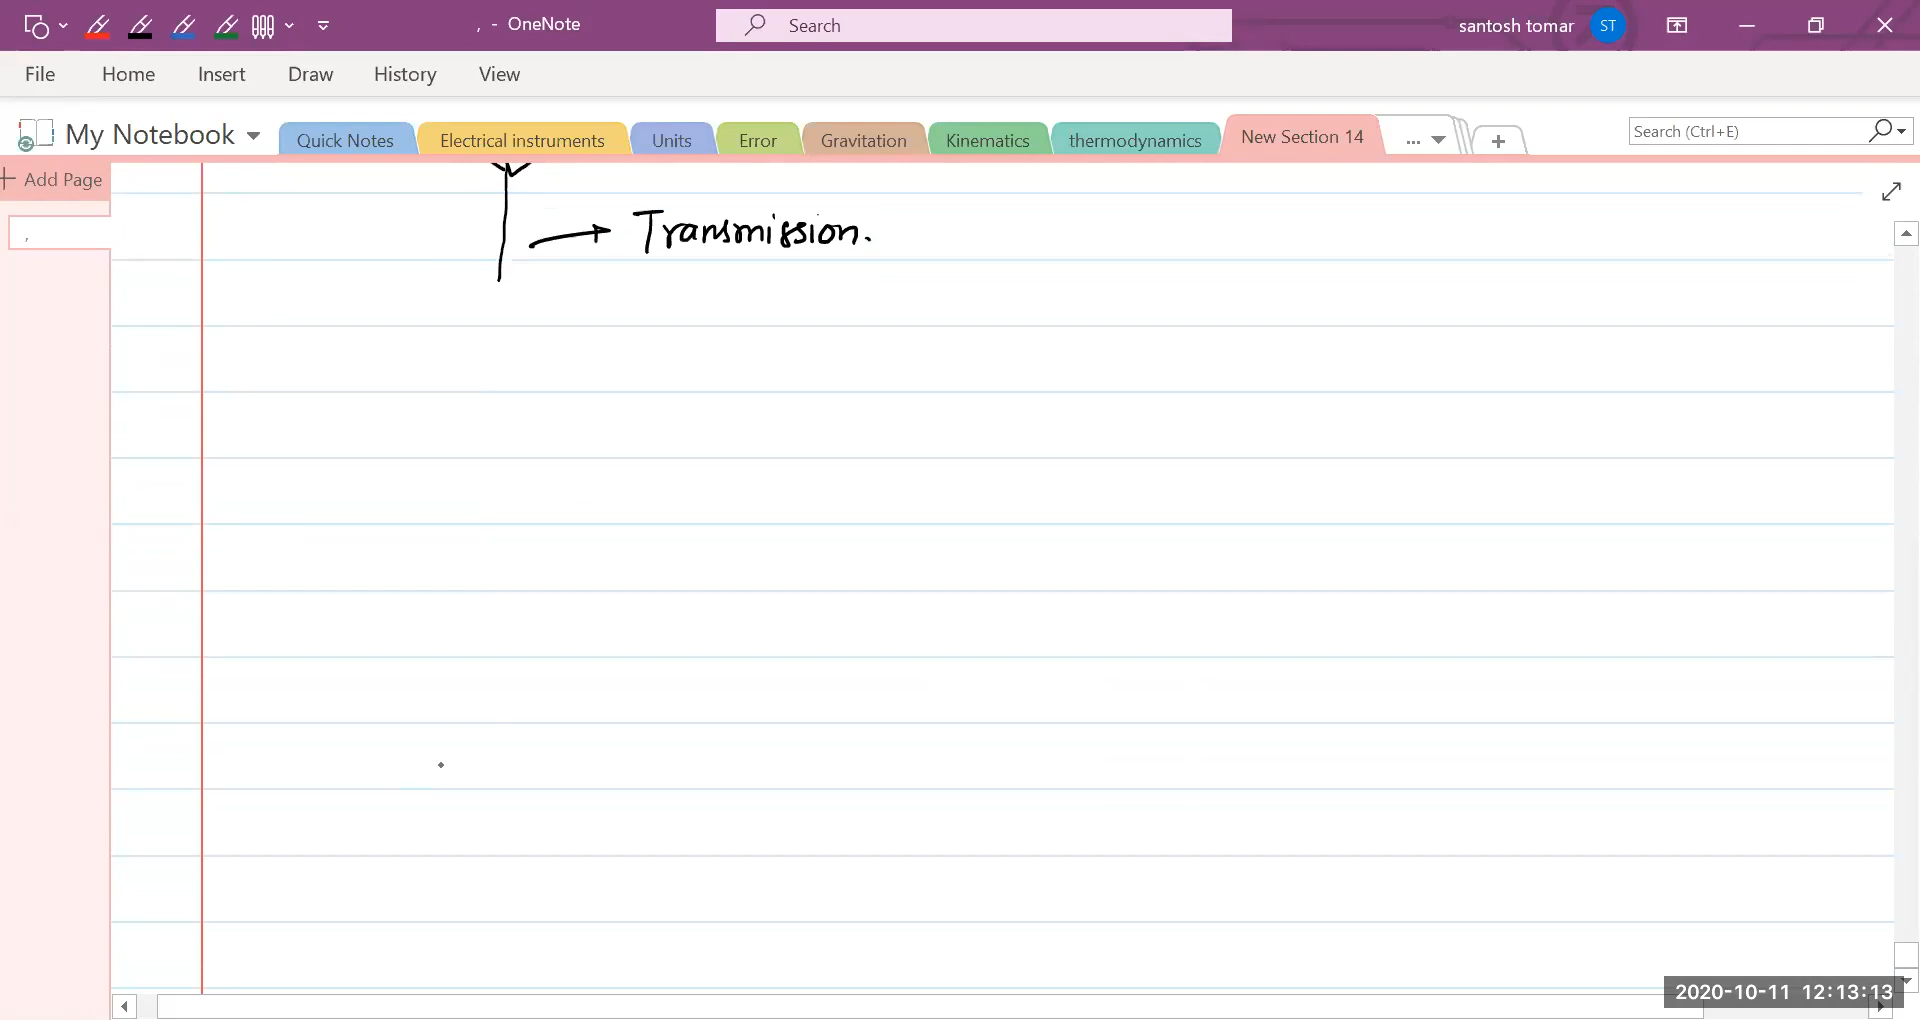 , - OneNote
Search
santosh tomar
ST
File Home Insert Draw History View
My Notebook
Quick Notes
Electrical instruments
Units
Error
Gravitation
Kinematics
thermodynamics
New Section 14
...
+
Search (Ctrl+E)
+ Add Page
,
Transmission.
2020-10-11 12:13:13